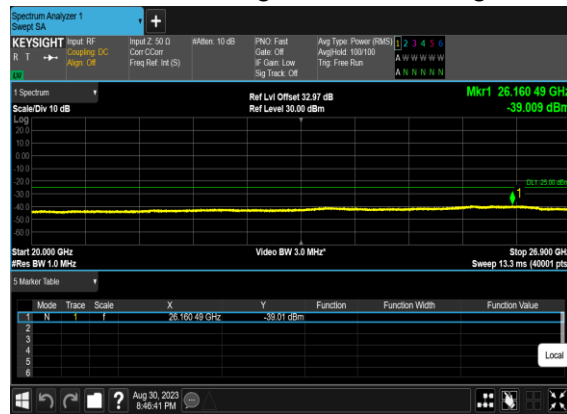 Spectrum Analyzer 1
Swept SA
+
KEYSIGHT Input: RF Input Z: 50 Ω #Atten: 10 dB PNO: Fast Avg Type: Power (RMS) 1 2 3 4 5 6
R T Coupling: DC Corr CCorr Gate: Off Avg|Hold: 100/100 A W W W W W
Align: Off Freq Ref: Int (S) IF Gain: Low Trig: Free Run
LXI Sig Track: Off A N N N N N
1 Spectrum Ref Lvl Offset 32.97 dB Mkr1 26.160 49 GHz
Scale/Div 10 dB Ref Level 30.00 dBm -39.009 dBm
Log
20.0
10.0
0.00
-10.0
-20.0 DL1 -25.00 dBm
-30.0 1
-40.0
-50.0
-60.0
Start 20.000 GHz Video BW 3.0 MHz* Stop 26.900 GHz
#Res BW 1.0 MHz Sweep 13.3 ms (40001 pts)
5 Marker Table
Mode Trace Scale X Y Function Function Width Function Value
1 N 1 f 26.160 49 GHz -39.01 dBm
2
3
4
5
6
Local
? Aug 30, 2023
8:46:41 PM